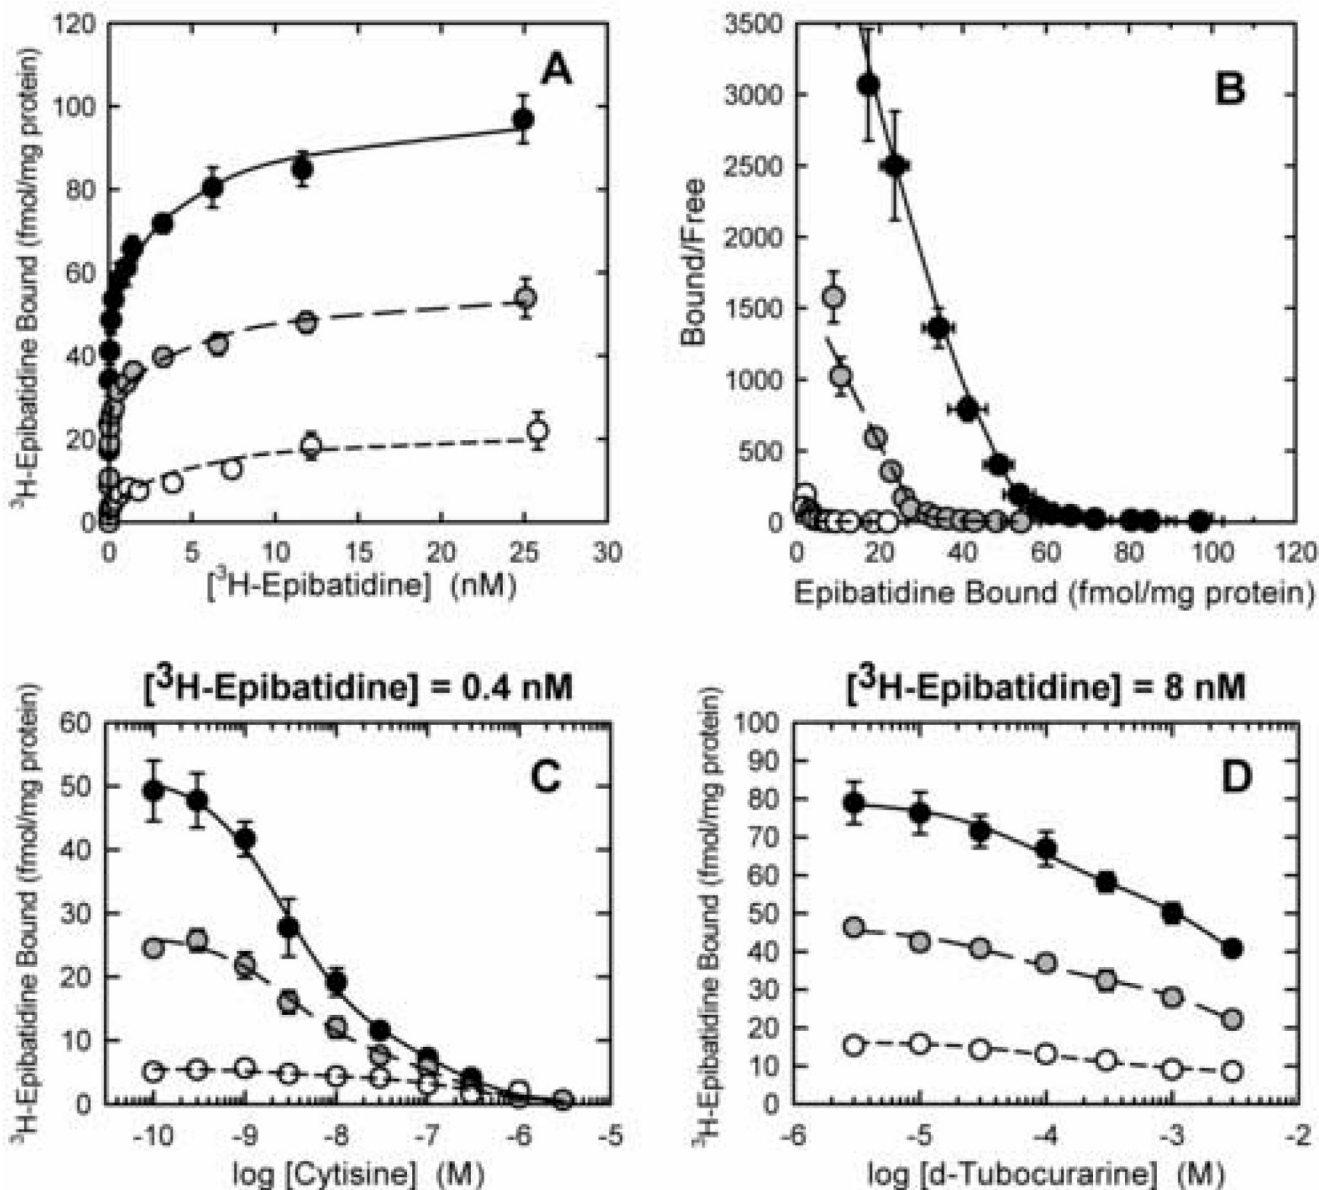 A
³H-Epibatidine Bound (fmol/mg protein)
120
100
80
60
40
20
0
0 5 10 15 20 25 30
[³H-Epibatidine] (nM)
B
Bound/Free
3500
3000
2500
2000
1500
1000
500
0
0 20 40 60 80 100 120
Epibatidine Bound (fmol/mg protein)
[³H-Epibatidine] = 0.4 nM
C
³H-Epibatidine Bound (fmol/mg protein)
60
50
40
30
20
10
0
-10 -9 -8 -7 -6 -5
log [Cytisine] (M)
[³H-Epibatidine] = 8 nM
D
³H-Epibatidine Bound (fmol/mg protein)
100
90
80
70
60
50
40
30
20
10
0
-6 -5 -4 -3 -2
log [d-Tubocurarine] (M)